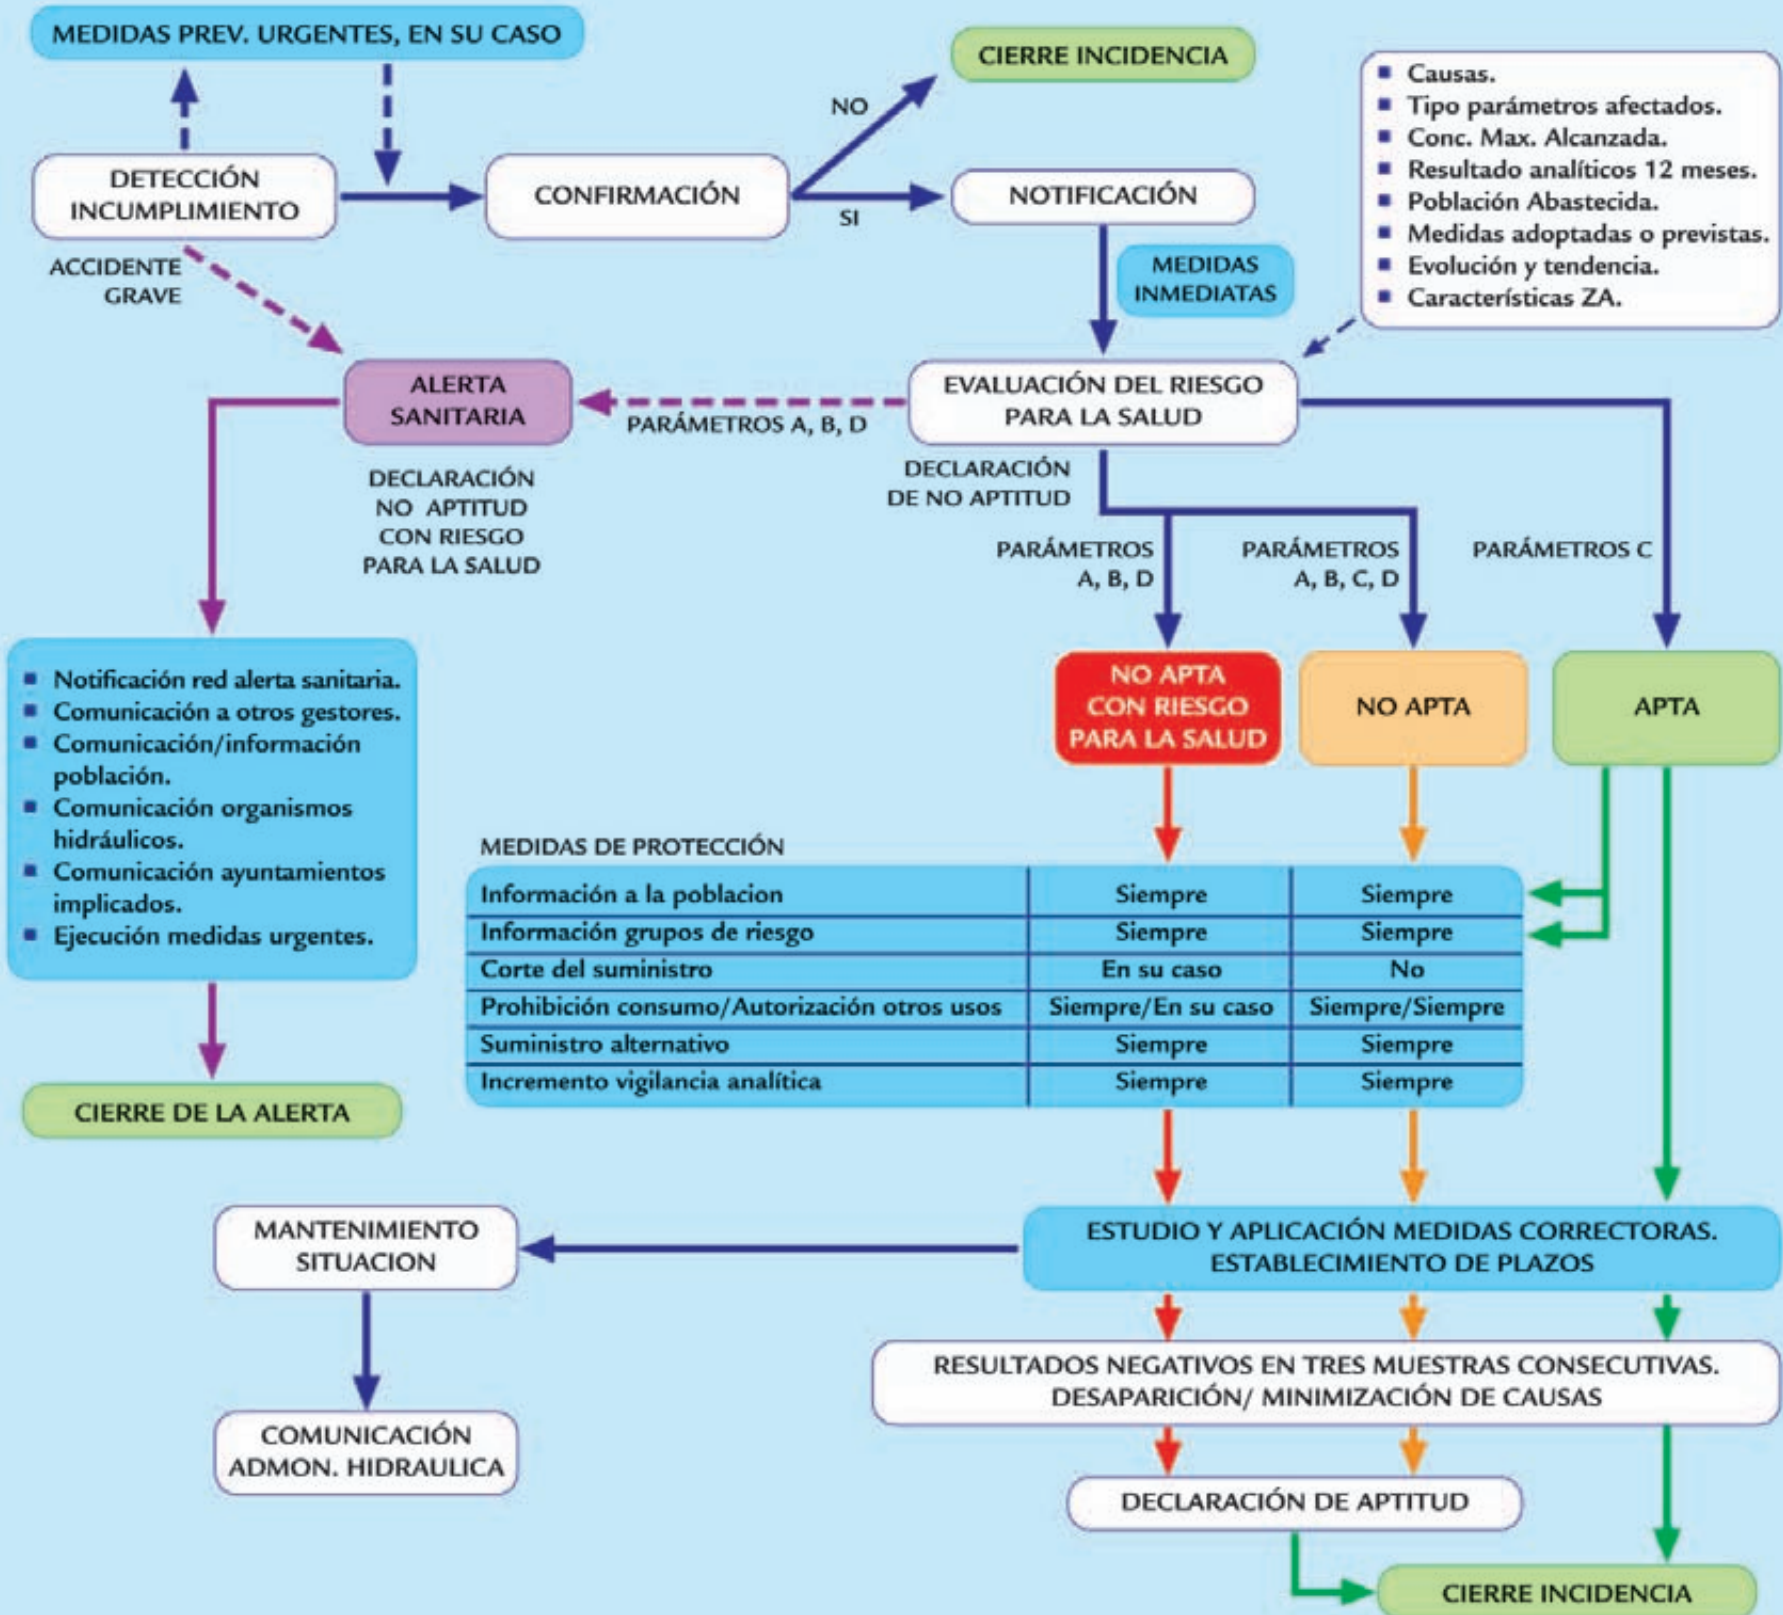 MEDIDAS PREV. URGENTES, EN SU CASO
CIERRE INCIDENCIA
NO
DETECCIÓN
INCUMPLIMIENTO
CONFIRMACIÓN
NOTIFICACIÓN
SI
Causas.
Tipo parámetros afectados.
Conc. Max. Alcanzada.
Resultado analíticos 12 meses.
Población Abastecida.
Medidas adoptadas o previstas.
Evolución y tendencia.
Características ZA.
ACCIDENTE
GRAVE
MEDIDAS
INMEDIATAS
ALERTA
SANITARIA
PARÁMETROS A, B, D
EVALUACIÓN DEL RIESGO
PARA LA SALUD
DECLARACIÓN
NO APTITUD
CON RIESGO
PARA LA SALUD
DECLARACIÓN
DE NO APTITUD
PARÁMETROS
A, B, D
PARÁMETROS
A, B, C, D
PARÁMETROS C
Notificación red alerta sanitaria.
Comunicación a otros gestores.
Comunicación/información
población.
Comunicación organismos
hidráulicos.
Comunicación ayuntamientos
implicados.
Ejecución medidas urgentes.
NO APTA
CON RIESGO
PARA LA SALUD
NO APTA
APTA
MEDIDAS DE PROTECCIÓN
Información a la poblacion Siempre Siempre
Información grupos de riesgo Siempre Siempre
Corte del suministro En su caso No
Prohibición consumo/Autorización otros usos Siempre/En su caso Siempre/Siempre
Suministro alternativo Siempre Siempre
Incremento vigilancia analítica Siempre Siempre
CIERRE DE LA ALERTA
MANTENIMIENTO
SITUACION
ESTUDIO Y APLICACIÓN MEDIDAS CORRECTORAS.
ESTABLECIMIENTO DE PLAZOS
RESULTADOS NEGATIVOS EN TRES MUESTRAS CONSECUTIVAS.
DESAPARICIÓN/ MINIMIZACIÓN DE CAUSAS
COMUNICACIÓN
ADMON. HIDRAULICA
DECLARACIÓN DE APTITUD
CIERRE INCIDENCIA